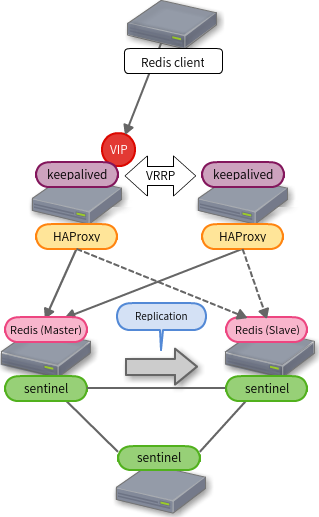 Redis client
VIP
keepalived
VRRP
keepalived
HAProxy
HAProxy
Replication
Redis (Master)
Redis (Slave)
sentinel
sentinel
sentinel